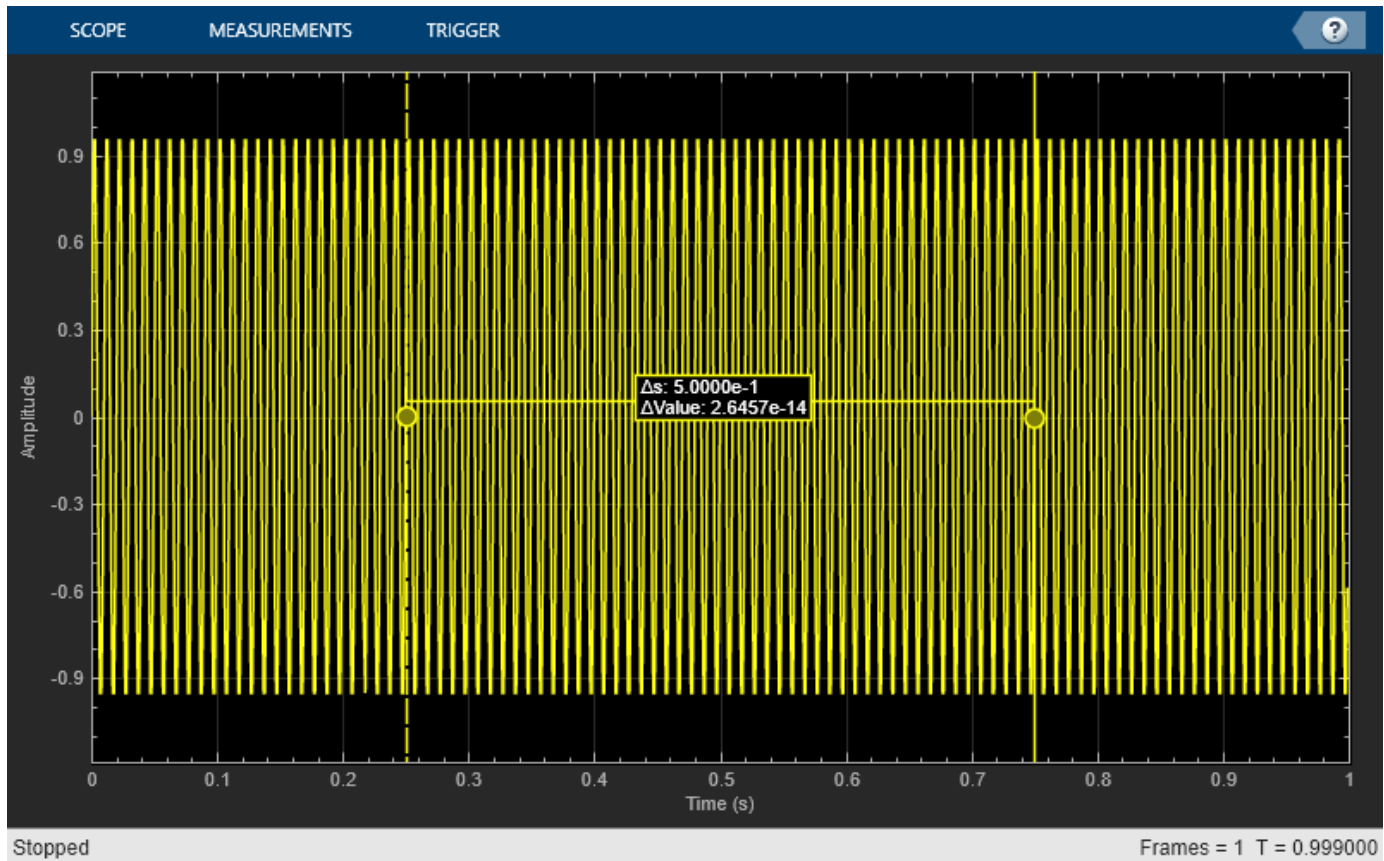 SCOPE MEASUREMENTS TRIGGER ?
0.9
0.6
0.3
0
-0.3
-0.6
-0.9
Amplitude
Δs: 5.0000e-1
ΔValue: 2.6457e-14
0 0.1 0.2 0.3 0.4 0.5 0.6 0.7 0.8 0.9 1
Time (s)
Stopped Frames = 1 T = 0.999000